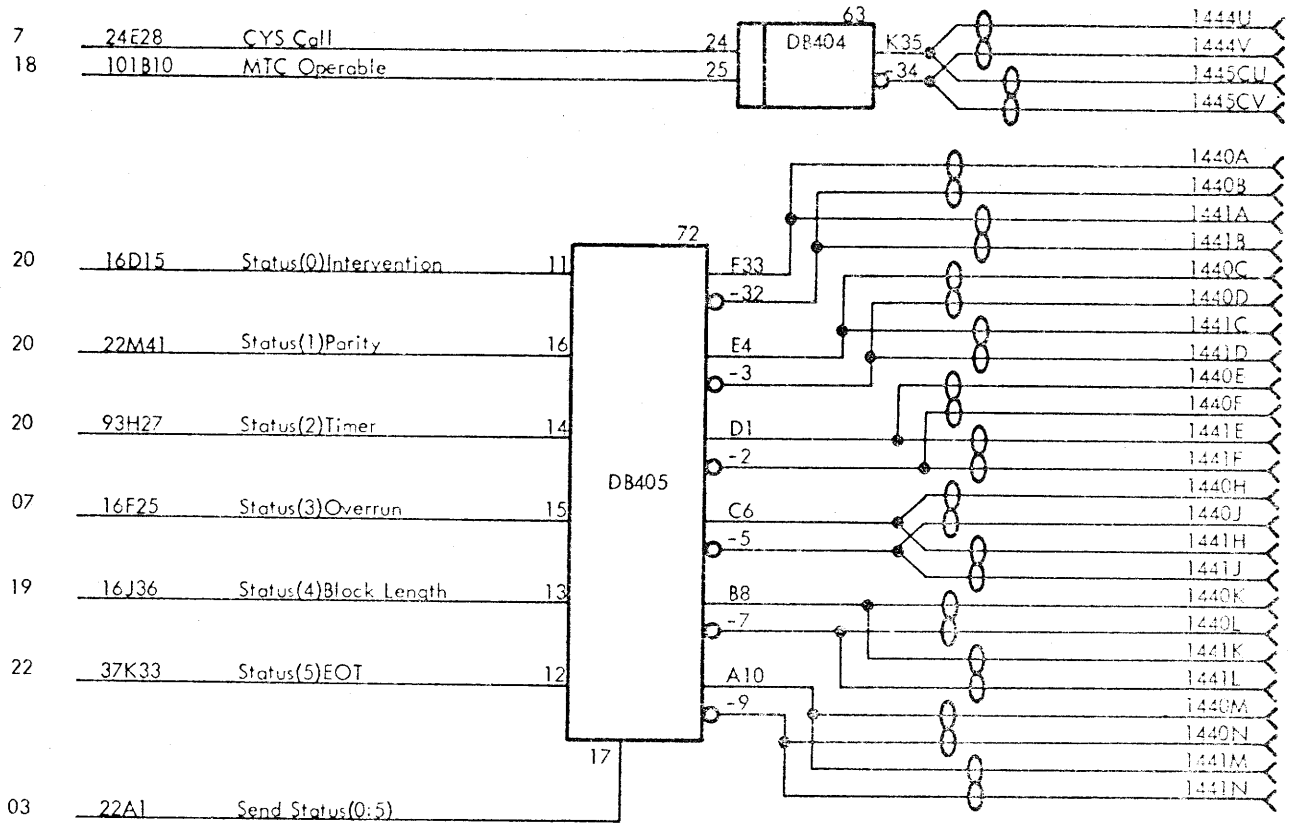 63
1444U
7 24E28 CYS Call 24 DB404 K35 1444V
18 101B10 MTC Operable 25 -34 1445CU
1445CV
1440A
1440B
1441A
72 1441B
20 16D15 Status(0)Intervention 11 F33 1440C
-32 1440D
1441C
20 22M41 Status(1)Parity 16 E4 1441D
-3 1440E
1440F
20 93H27 Status(2)Timer 14 D1 1441E
-2 1441F
DB405
1440H
07 16F25 Status(3)Overrun 15 C6 1440J
-5 1441H
1441J
19 16J36 Status(4)Block Length 13 B8 1440K
-7 1440L
1441K
22 37K33 Status(5)EOT 12 A10 1441L
-9 1440M
1440N
17 1441M
1441N
03 22A1 Send Status(0:5)